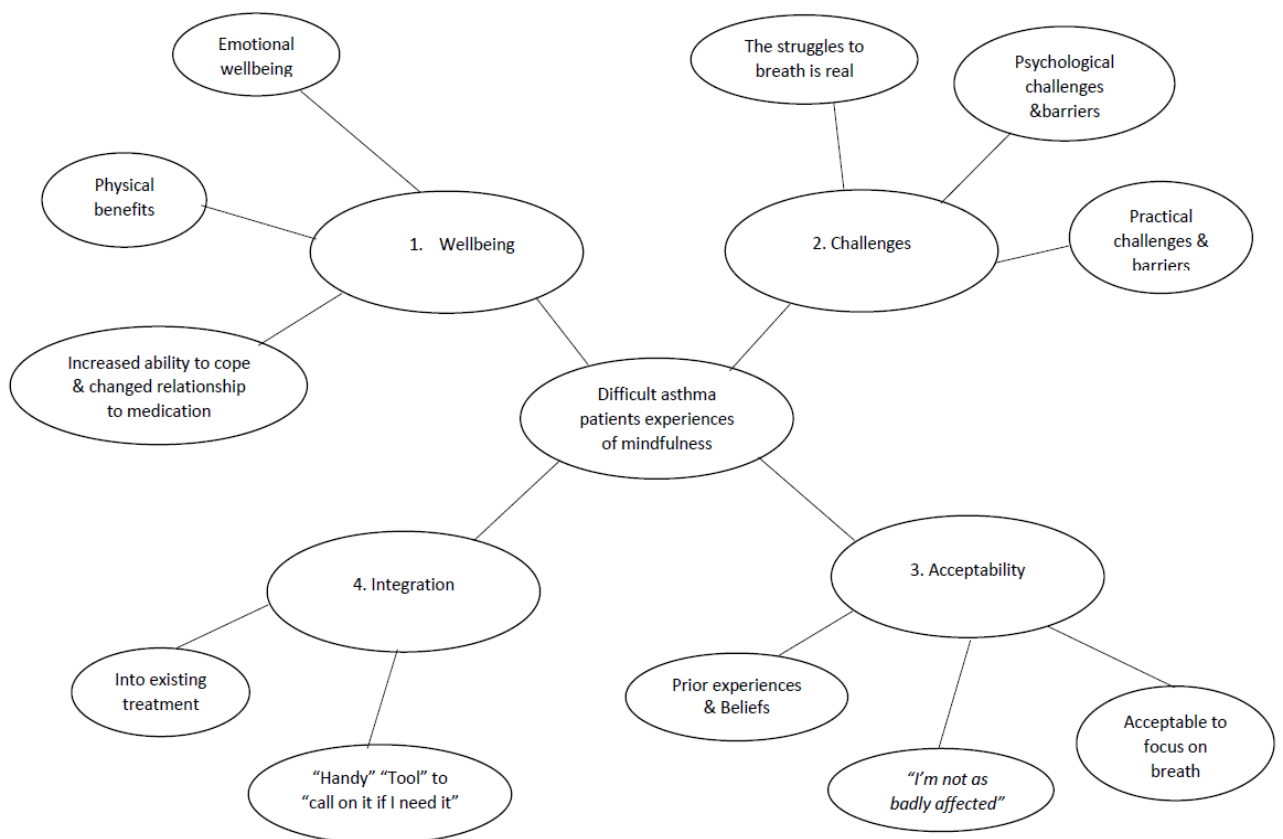 Emotional
wellbeing
The struggles to
breath is real
Psychological
challenges
&barriers
Physical
benefits
Practical
challenges &
barriers
1. Wellbeing
2. Challenges
Increased ability to cope
& changed relationship
to medication
Difficult asthma
patients experiences
of mindfulness
4. Integration
3. Acceptability
Into existing
treatment
Prior experiences
& Beliefs
Acceptable to
focus on
breath
“Handy” “Tool” to
“call on it if I need it”
“I’m not as
badly affected”